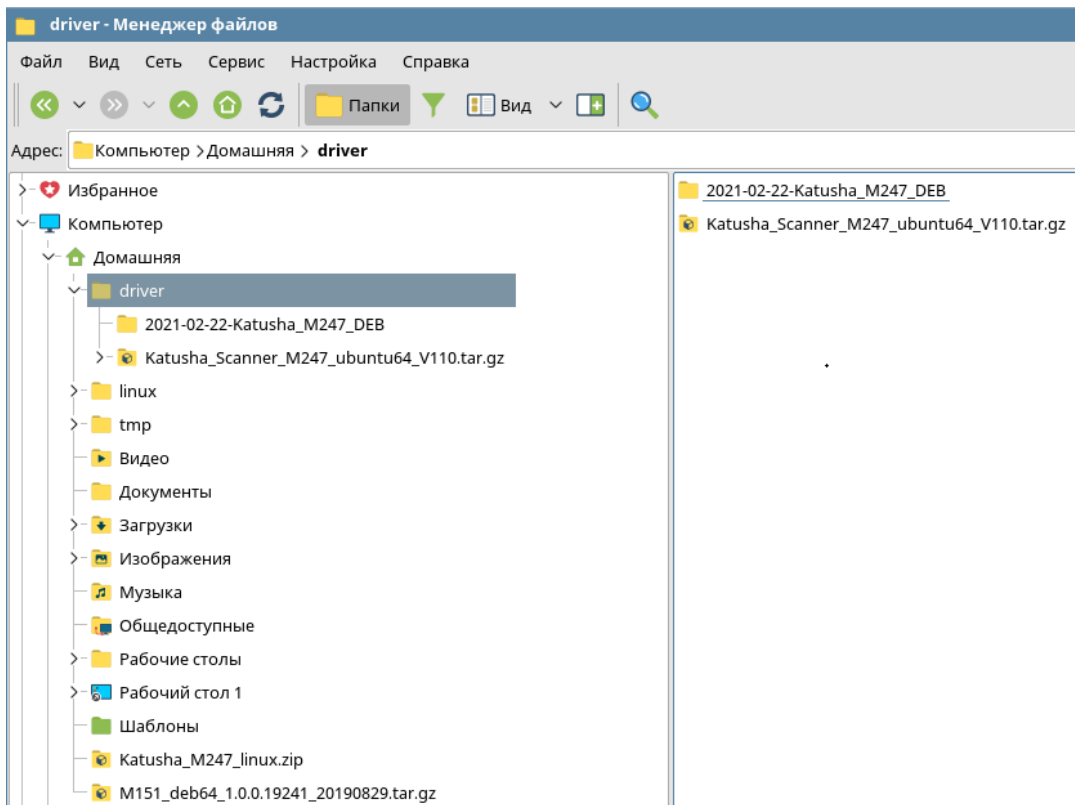 driver - Менеджер файлов
Файл Вид Сеть Сервис Настройка Справка
Папки Вид
Адрес: Компьютер > Домашняя > driver
Избранное
Компьютер
Домашняя
driver
2021-02-22-Katusha_M247_DEB
Katusha_Scanner_M247_ubuntu64_V110.tar.gz
linux
tmp
Видео
Документы
Загрузки
Изображения
Музыка
Общедоступные
Рабочие столы
Рабочий стол 1
Шаблоны
Katusha_M247_linux.zip
M151_deb64_1.0.0.19241_20190829.tar.gz
2021-02-22-Katusha_M247_DEB
Katusha_Scanner_M247_ubuntu64_V110.tar.gz